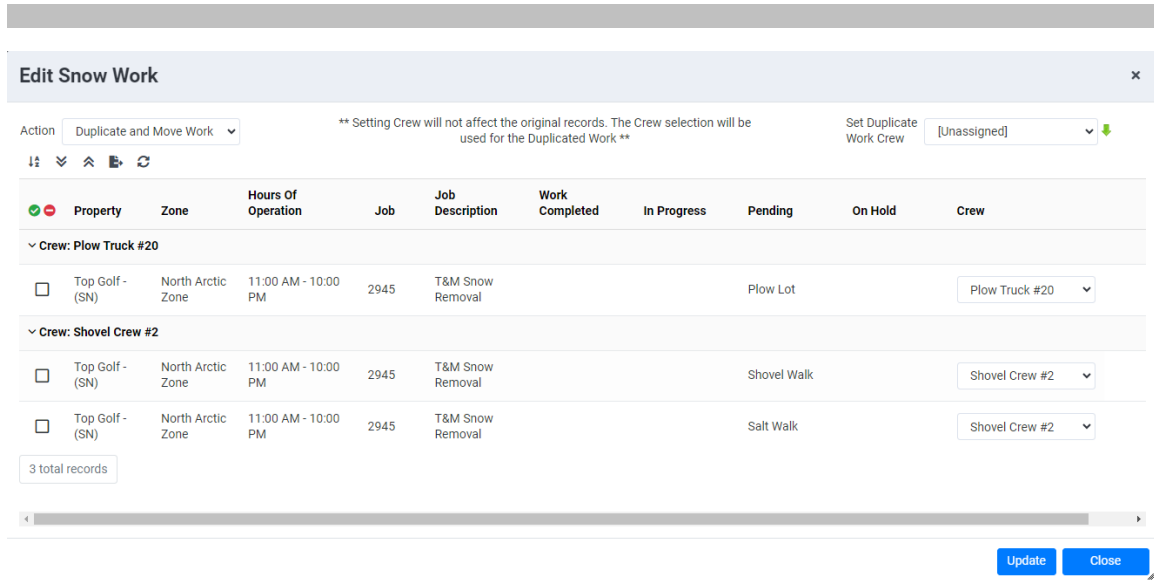 Edit Snow Work
×
Action
Duplicate and Move Work
** Setting Crew will not affect the original records. The Crew selection will
be used for the Duplicated Work **
Set Duplicate
Work Crew
[Unassigned]
Property
Zone
Hours Of
Operation
Job
Job
Description
Work
Completed
In Progress
Pending
On Hold
Crew
Crew: Plow Truck #20
Top Golf -
(SN)
North Arctic
Zone
11:00 AM - 10:00
PM
2945
T&M Snow
Removal
Plow Lot
Plow Truck #20
Crew: Shovel Crew #2
Top Golf -
(SN)
North Arctic
Zone
11:00 AM - 10:00
PM
2945
T&M Snow
Removal
Shovel Walk
Shovel Crew #2
Top Golf -
(SN)
North Arctic
Zone
11:00 AM - 10:00
PM
2945
T&M Snow
Removal
Salt Walk
Shovel Crew #2
3 total records
Update
Close